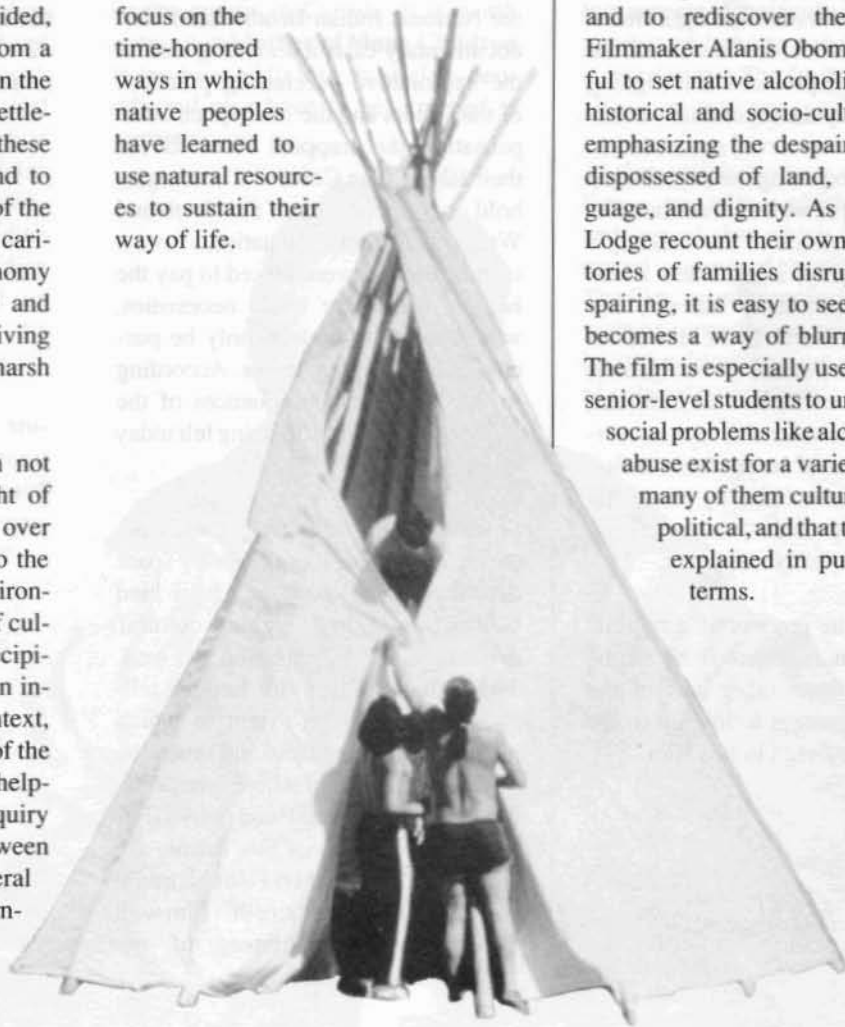 ided,
om a
n the
ettle-
these
nd to
of the
cari-
nomy
and
iving
harsh
not
ht of
over
o the
iron-
f cul-
cipi-
n in-
ntext,
of the
help-
quiry
ween
eral
n-
focus on the
time-honored
ways in which
native peoples
have learned to
use natural resourc-
es to sustain their
way of life.
and to rediscover the
Filmmaker Alanis Obom
ful to set native alcoholi
historical and socio-cult
emphasizing the despair
dispossessed of land,
guage, and dignity. As
Lodge recount their own
tories of families disru
spairing, it is easy to see
becomes a way of blurr
The film is especially use
senior-level students to un
social problems like alc
abuse exist for a varie
many of them cultur
political, and that t
explained in pu
terms.